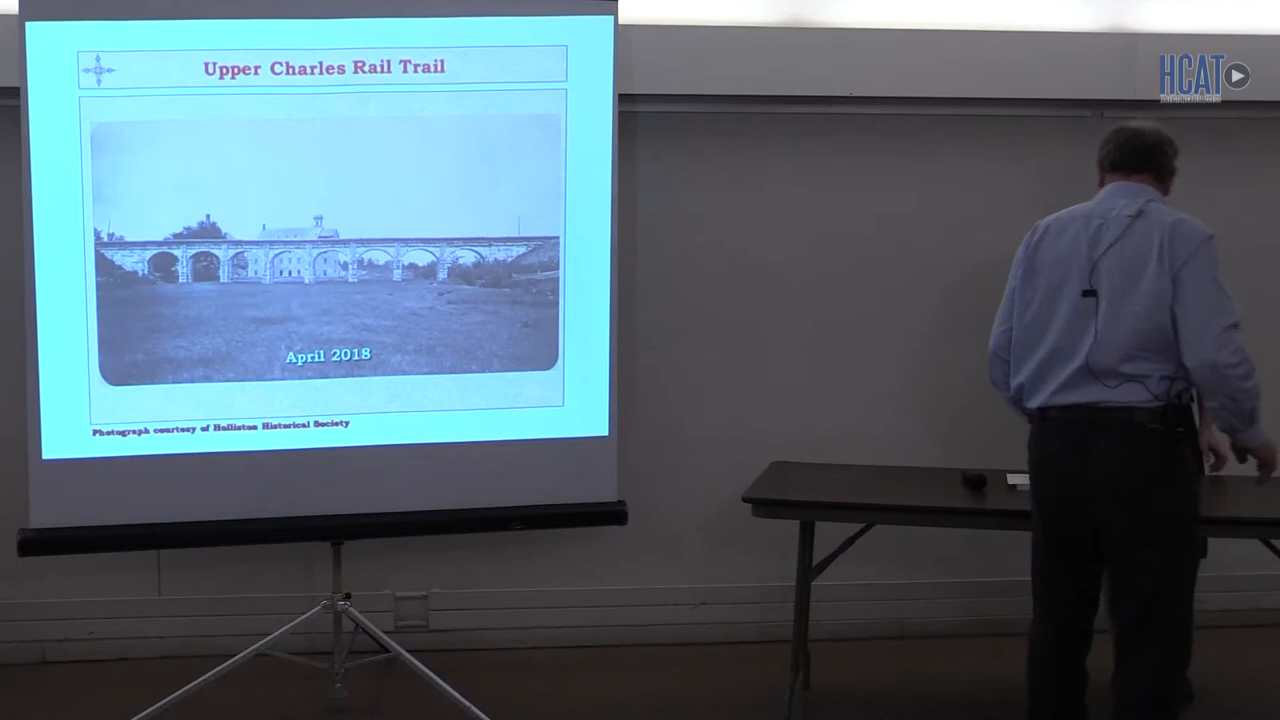 Upper Charles Rail Trail
April 2018
Photograph courtesy of Holliston Historical Society
HCAT